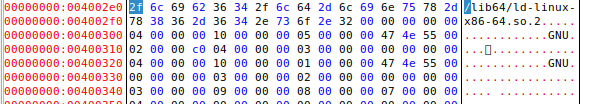 00000000:004002e0 2f 6c 69 62 36 34 2f 6c 64 2d 6c 69 6e 75 78 2d /lib64/ld-linux-
00000000:004002f0 78 38 36 2d 36 34 2e 73 6f 2e 32 00 00 00 00 00 x86-64.so.2.....
00000000:00400300 04 00 00 00 10 00 00 00 05 00 00 00 47 4e 55 00 ............GNU.
00000000:00400310 02 00 00 c0 04 00 00 00 03 00 00 00 00 00 00 00
00000000:00400320 04 00 00 00 10 00 00 00 01 00 00 00 47 4e 55 00 ............GNU.
00000000:00400330 00 00 00 00 03 00 00 00 02 00 00 00 00 00 00 00 ................
00000000:00400340 03 00 00 00 09 00 00 00 08 00 00 00 07 00 00 00 ................